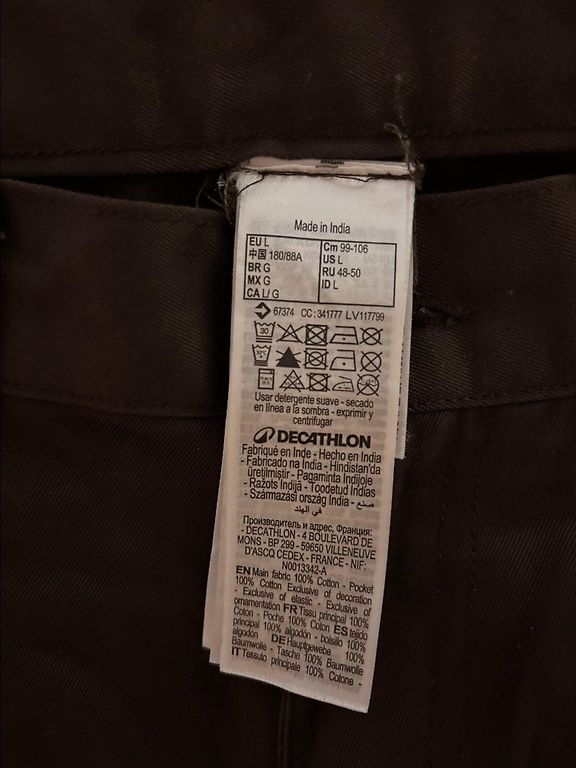 Made in India
EU L
中国 180/88A
BR G
MX G
CA L/ G
Cm 99-106
US L
RU 48-50
ID L
67374 CC: 341777 LV117799
30
Usar detergente suave - secado
en línea a la sombra - exprimir y
centrifugar
DECATHLON
Fabriqué en Inde - Hecho en India
- Fabricado na Índia - Hindistan'da
üretilmiştir - Pagaminta Indijoje
- Ražots Indijā - Toodetud Indias
- Származási ország India - صنع
في الهند
Производитель и адрес, Франция:
- DECATHLON - 4 BOULEVARD DE
MONS - BP 299 - 59650 VILLENEUVE
D'ASCQ CEDEX - FRANCE - NIF:
N0013342-A
EN Main fabric 100% Cotton - Pocket
100% Cotton Exclusive of decoration
- Exclusive of elastic - Exclusive of
ornamentation FR Tissu principal 100%
Coton - Poche 100% Coton ES tejido
principal 100% algodón - bolsillo 100%
algodón DE Hauptgewebe 100%
Baumwolle - Tasche 100% Baumwolle
IT Tessuto principale 100% Cotone -